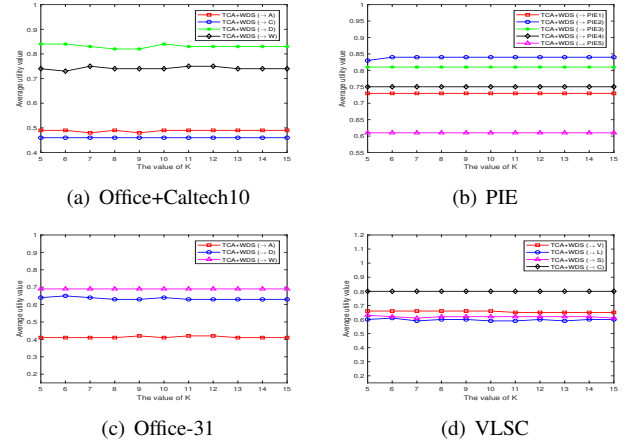 TCA+WDS (→ A)
TCA+WDS (→ C)
TCA+WDS (→ D)
TCA+WDS (→ W)
Average utility value
1
0.9
0.8
0.7
0.6
0.5
0.4
5 6 7 8 9 10 11 12 13 14 15
The value of K
(a) Office+Caltech10
TCA+WDS (→ PIE1)
TCA+WDS (→ PIE2)
TCA+WDS (→ PIE3)
TCA+WDS (→ PIE4)
TCA+WDS (→ PIE5)
Average utility value
0.95
0.9
0.85
0.8
0.75
0.7
0.65
0.6
0.55
5 6 7 8 9 10 11 12 13 14 15
The value of K
(b) PIE
TCA+WDS (→ A)
TCA+WDS (→ D)
TCA+WDS (→ W)
Average utility value
1
0.9
0.8
0.7
0.6
0.5
0.4
0.3
0.2
5 6 7 8 9 10 11 12 13 14 15
The value of K
(c) Office-31
TCA+WDS (→ V)
TCA+WDS (→ L)
TCA+WDS (→ S)
TCA+WDS (→ C)
Average utility value
1.2
1.1
1
0.9
0.8
0.7
0.6
0.5
0.4
0.3
0.2
5 6 7 8 9 10 11 12 13 14 15
The value of K
(d) VLSC